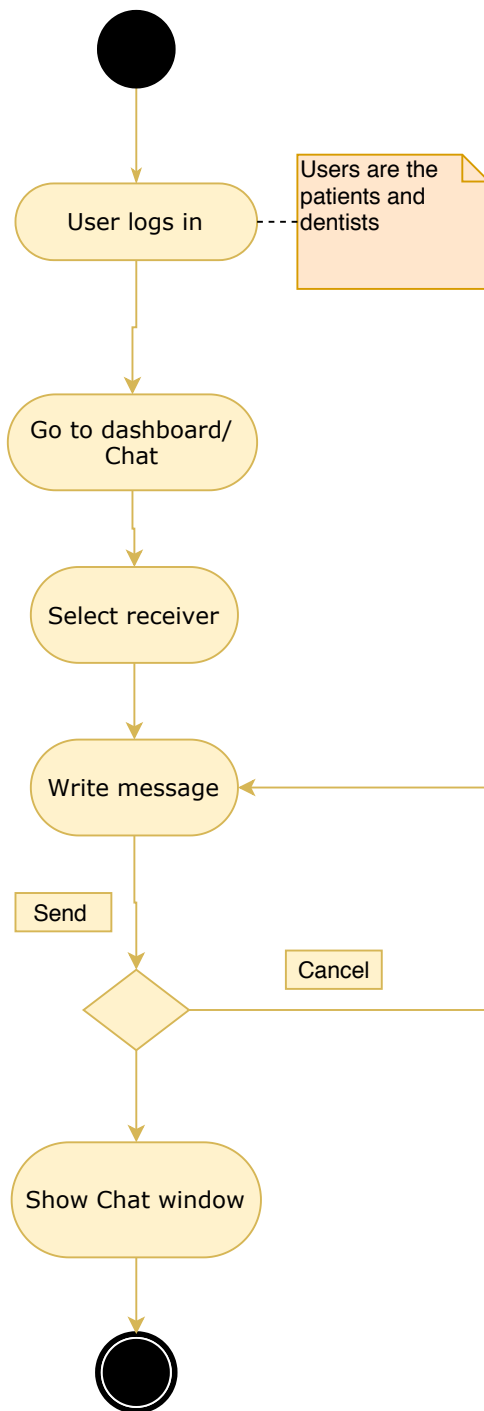 User logs in
Users are the
patients and
dentists
Go to dashboard/
Chat
Select receiver
Write message
Send
Cancel
Show Chat window